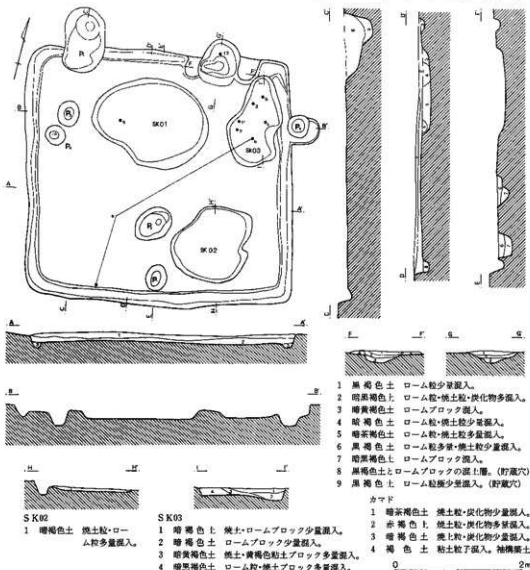 SK01
SK03
SK02
A
A'
B
B'
F
F'
G
G'
H
H'
1 黒褐色土 ローム粒少量混入。
2 暗黒褐色土 ローム粒・焼土粒・炭化物多混入。
3 暗黄褐色土 ロームブロック混入。
4 暗褐色土 ローム粒・焼土粒少量混入。
5 暗茶褐色土 ローム粒・焼土粒多量混入。
6 黒褐色土 ローム粒多量・焼土粒少量混入。
7 暗黒褐色土 ロームブロック混入。
8 黒褐色土とロームブロックの混土層。(貯蔵穴)
9 黒褐色土 ローム粒極少量混入。(貯蔵穴)
カマド
1 暗茶褐色土 焼土粒・炭化物少量混入。
2 赤褐色土 焼土粒・炭化物多量混入。
3 暗褐色土 焼土粒・炭化物少量混入。
4 褐色土 粘土粒子混入。袖構築土
SK02
1 暗褐色土 焼土粒・ロー
ム粒多量混入。
SK03
1 暗褐色土 焼土・ロームブロック少量混入。
2 暗褐色土 ロームブロック少量混入。
3 暗黄褐色土 焼土・黄褐色粘土ブロック多量混入。
4 暗黒褐色土 ローム粒・焼土ブロック多量混入。
0